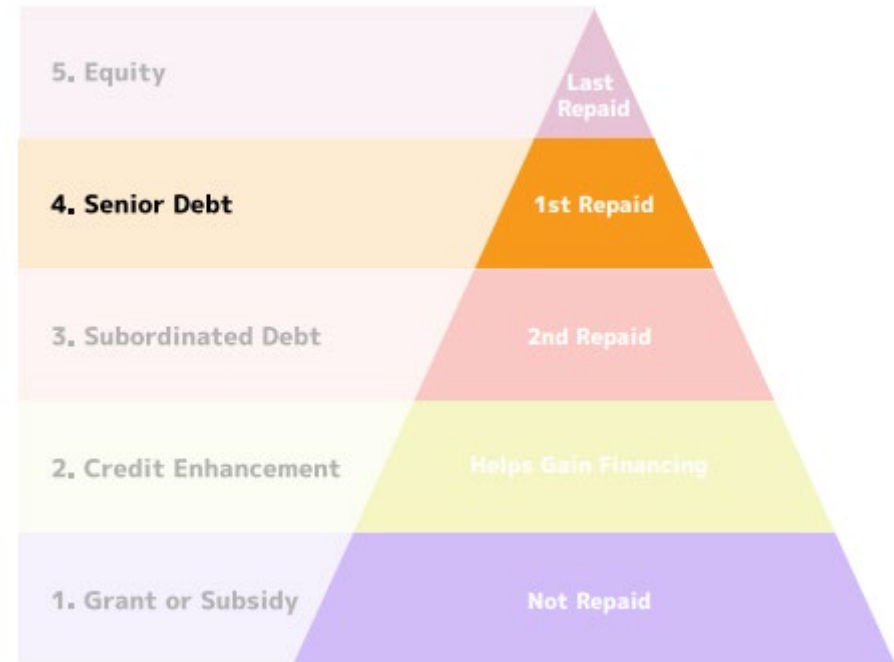 5. Equity
Last
Repaid
4. Senior Debt
1st Repaid
3. Subordinated Debt
2nd Repaid
2. Credit Enhancement
Helps Gain Financing
1. Grant or Subsidy
Not Repaid